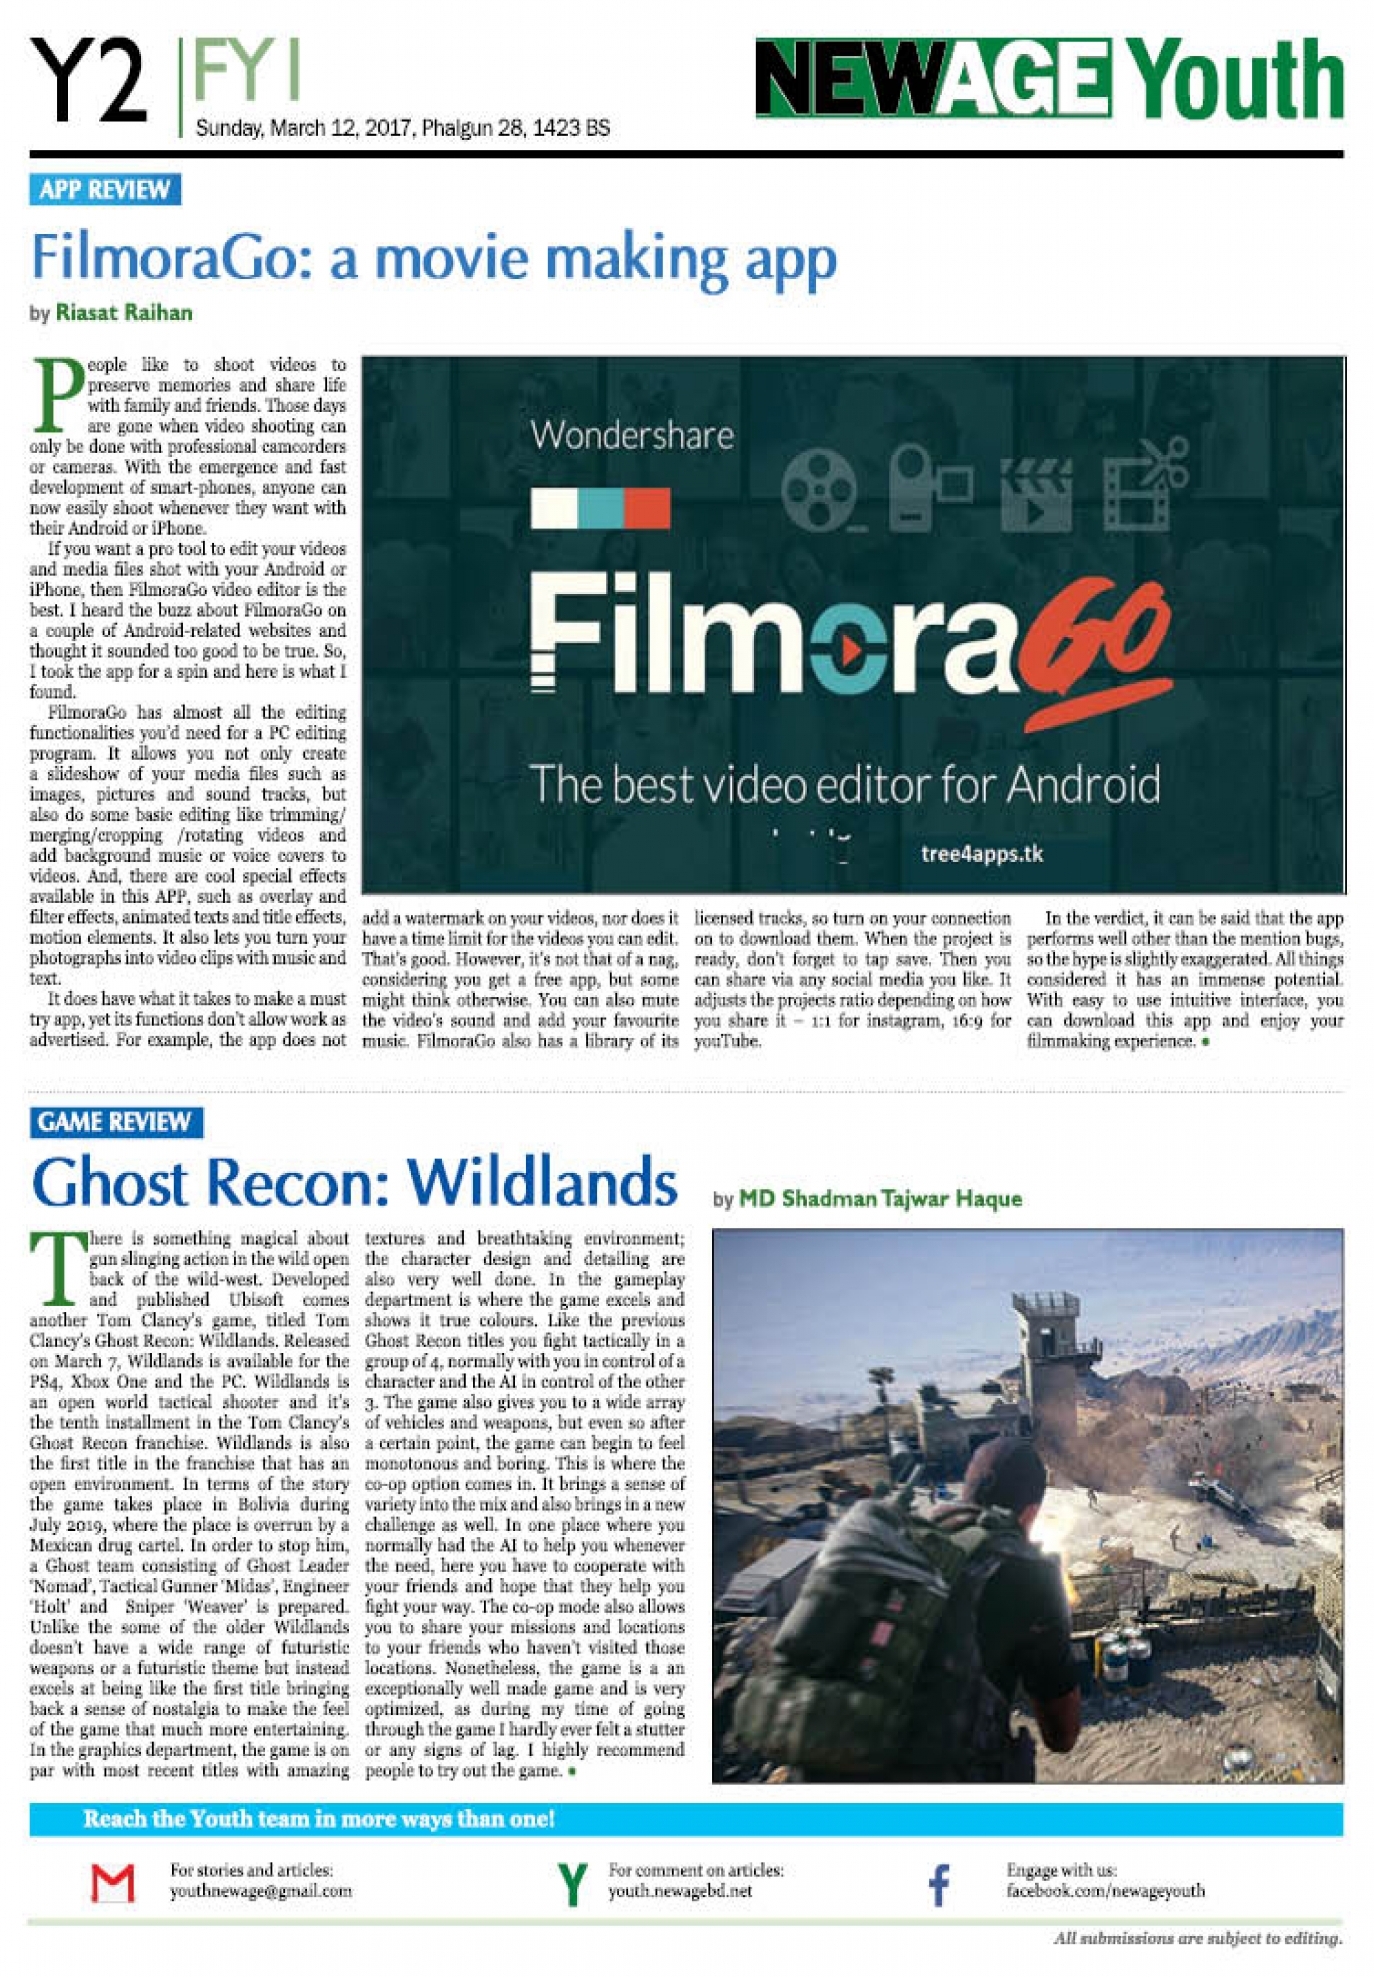 Y2
FYI
Sunday, March 12, 2017, Phalgun 28, 1423 BS
NEWAGE Youth
APP REVIEW
FilmoraGo: a movie making app
by Riasat Raihan
People like to shoot videos to
preserve memories and share life
with family and friends. Those days
are gone when video shooting can
only be done with professional camcorders
or cameras. With the emergence and fast
development of smart-phones, anyone can
now easily shoot whenever they want with
their Android or iPhone.
If you want a pro tool to edit your videos
and media files shot with your Android or
iPhone, then FilmoraGo video editor is the
best. I heard the buzz about FilmoraGo on
a couple of Android-related websites and
thought it sounded too good to be true. So,
I took the app for a spin and here is what I
found.
FilmoraGo has almost all the editing
functionalities you'd need for a PC editing
program. It allows you not only create
a slideshow of your media files such as
images, pictures and sound tracks, but
also do some basic editing like trimming/
merging/cropping /rotating videos and
add background music or voice covers to
videos. And, there are cool special effects
available in this APP, such as overlay and
filter effects, animated texts and title effects,
motion elements. It also lets you turn your
photographs into video clips with music and
text.
It does have what it takes to make a must
try app, yet its functions don't allow work as
advertised. For example, the app does not
Wondershare
FilmoraGO
The best video editor for Android
tree4apps.tk
add a watermark on your videos, nor does it
have a time limit for the videos you can edit.
That's good. However, it's not that of a nag,
considering you get a free app, but some
might think otherwise. You can also mute
the video's sound and add your favourite
music. FilmoraGo also has a library of its
licensed tracks, so turn on your connection
on to download them. When the project is
ready, don't forget to tap save. Then you
can share via any social media you like. It
adjusts the projects ratio depending on how
you share it – 1:1 for instagram, 16:9 for
youTube.
In the verdict, it can be said that the app
performs well other than the mention bugs,
so the hype is slightly exaggerated. All things
considered it has an immense potential.
With easy to use intuitive interface, you
can download this app and enjoy your
filmmaking experience. •
GAME REVIEW
Ghost Recon: Wildlands
by MD Shadman Tajwar Haque
There is something magical about
gun slinging action in the wild open
back of the wild-west. Developed
and published Ubisoft comes
another Tom Clancy's game, titled Tom
Clancy's Ghost Recon: Wildlands. Released
on March 7, Wildlands is available for the
PS4, Xbox One and the PC. Wildlands is
an open world tactical shooter and it's
the tenth installment in the Tom Clancy's
Ghost Recon franchise. Wildlands is also
the first title in the franchise that has an
open environment. In terms of the story
the game takes place in Bolivia during
July 2019, where the place is overrun by a
Mexican drug cartel. In order to stop him,
a Ghost team consisting of Ghost Leader
'Nomad', Tactical Gunner 'Midas', Engineer
'Holt' and Sniper 'Weaver' is prepared.
Unlike the some of the older Wildlands
doesn't have a wide range of futuristic
weapons or a futuristic theme but instead
excels at being like the first title bringing
back a sense of nostalgia to make the feel
of the game that much more entertaining.
In the graphics department, the game is on
par with most recent titles with amazing
textures and breathtaking environment;
the character design and detailing are
also very well done. In the gameplay
department is where the game excels and
shows it true colours. Like the previous
Ghost Recon titles you fight tactically in a
group of 4, normally with you in control of a
character and the AI in control of the other
3. The game also gives you to a wide array
of vehicles and weapons, but even so after
a certain point, the game can begin to feel
monotonous and boring. This is where the
co-op option comes in. It brings a sense of
variety into the mix and also brings in a new
challenge as well. In one place where you
normally had the AI to help you whenever
the need, here you have to cooperate with
your friends and hope that they help you
fight your way. The co-op mode also allows
you to share your missions and locations
to your friends who haven't visited those
locations. Nonetheless, the game is a an
exceptionally well made game and is very
optimized, as during my time of going
through the game I hardly ever felt a stutter
or any signs of lag. I highly recommend
people to try out the game. •
Reach the Youth team in more ways than one!
For stories and articles:
youthnewage@gmail.com
For comment on articles:
youth.newagebd.net
Engage with us:
facebook.com/newageyouth
All submissions are subject to editing.